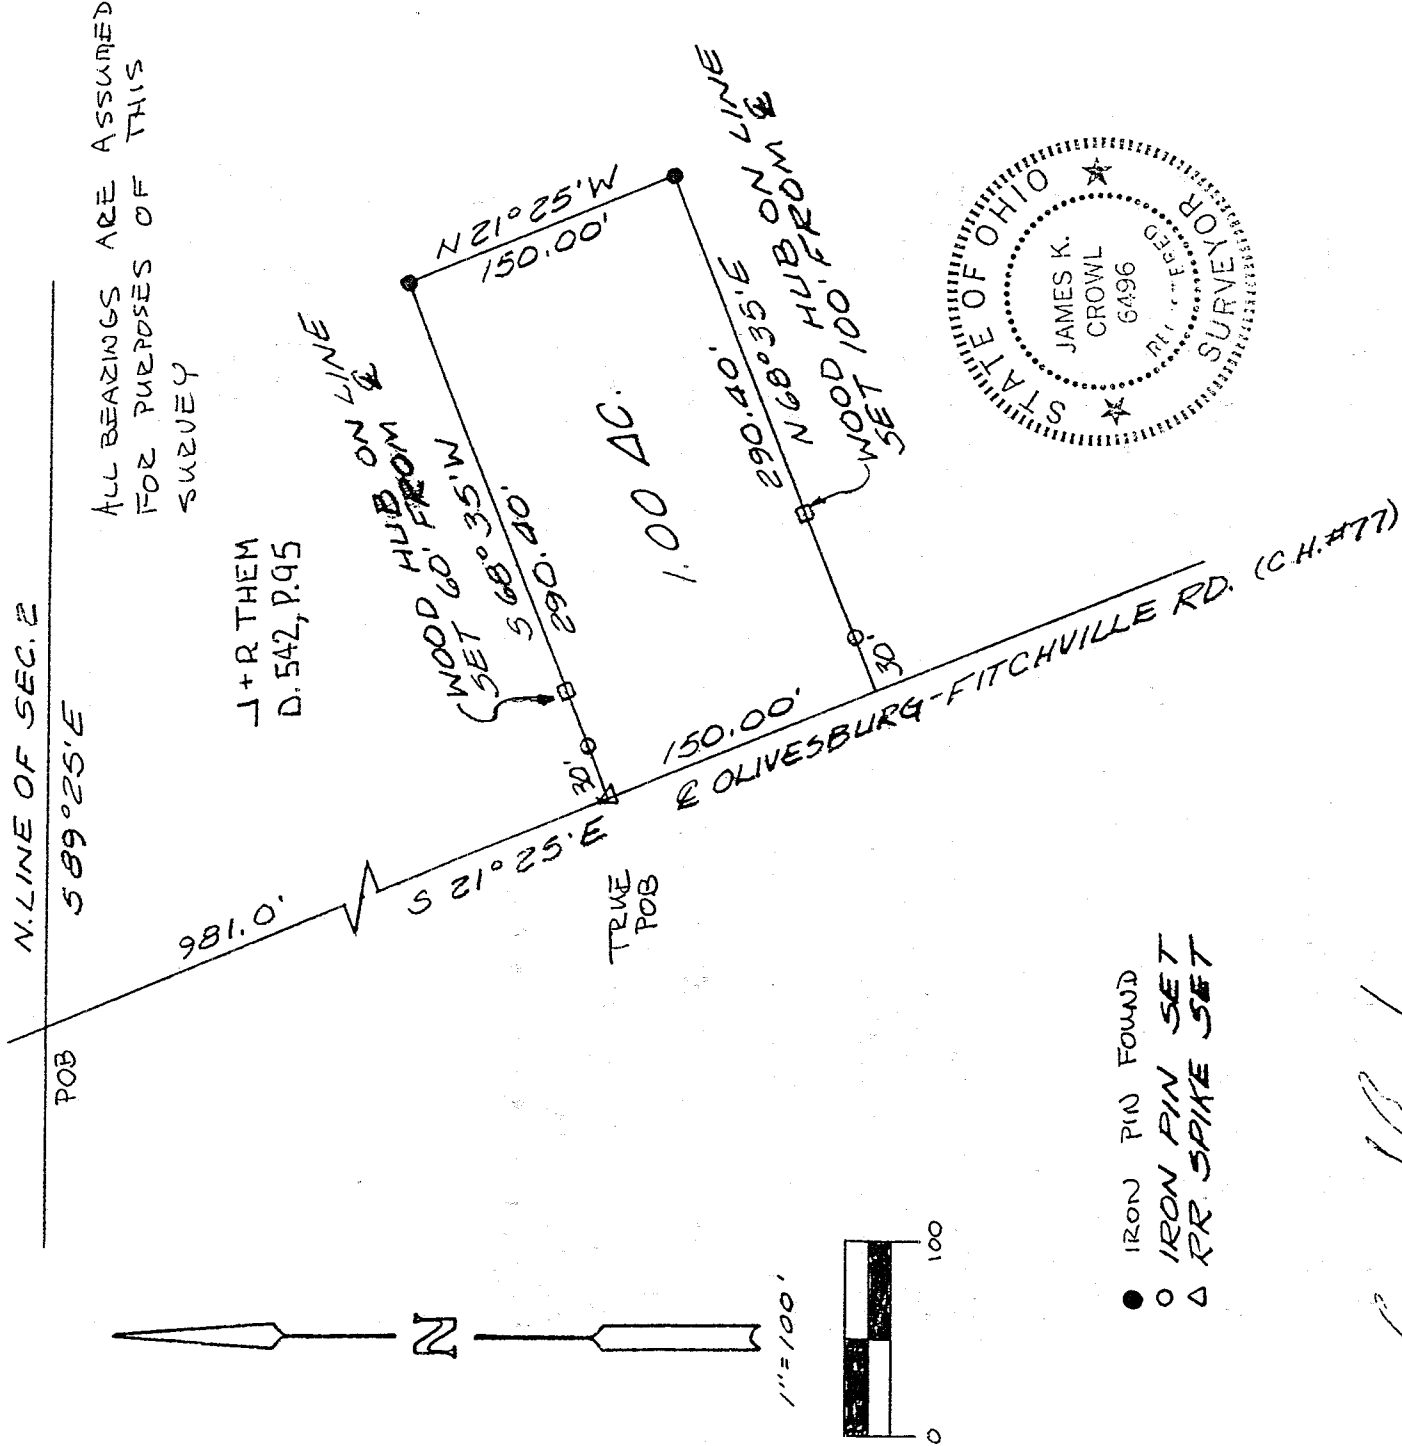 N. LINE OF SEC. 2
S 89° 25' E
POB
ALL BEARINGS ARE ASSUMED
FOR PURPOSES OF THIS
SURVEY
J + R THEM
D. 542, P. 95
981.0'
S 21° 25' E
TRUE
POB
WOOD HUB ON LINE
SET 60' FROM ℄
S 68° 35' W
290.40'
30'
N 21° 25' W
150.00'
1.00 AC.
150.00'
290.40'
N 68° 35' E
WOOD HUB ON LINE
SET 100' FROM ℄
30'
℄ OLIVESBURG-FITCHVILLE RD. (C.H. #77)
N
1" = 100'
0 100
● IRON PIN FOUND
○ IRON PIN SET
△ RR. SPIKE SET
STATE OF OHIO
JAMES K.
CROWL
6496
SURVEYOR